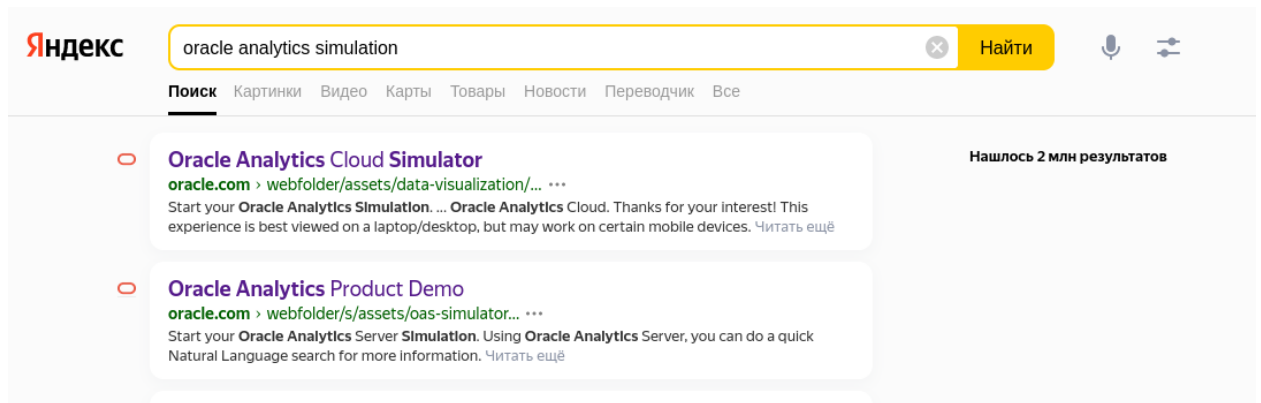 Яндекс
oracle analytics simulation
Найти
Поиск Картинки Видео Карты Товары Новости Переводчик Все
Oracle Analytics Cloud Simulator
oracle.com › webfolder/assets/data-visualization/... •••
Start your Oracle Analytics Simulation. ... Oracle Analytics Cloud. Thanks for your interest! This
experience is best viewed on a laptop/desktop, but may work on certain mobile devices. Читать ещё
Нашлось 2 млн результатов
Oracle Analytics Product Demo
oracle.com › webfolder/s/assets/oas-simulator... •••
Start your Oracle Analytics Server Simulation. Using Oracle Analytics Server, you can do a quick
Natural Language search for more information. Читать ещё